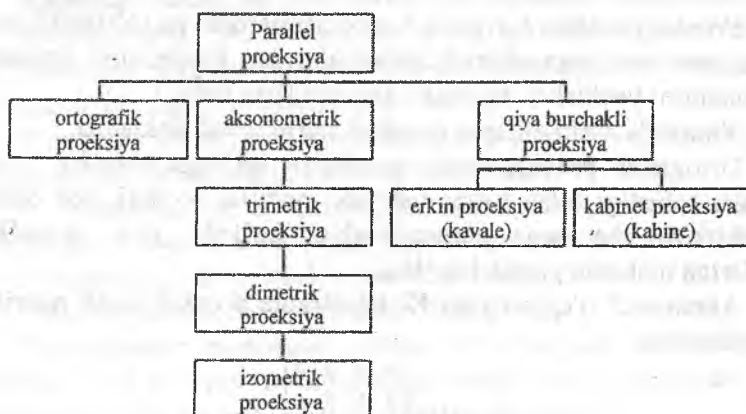 Parallel
proeksiya
ortografik
proeksiya
aksonometrik
proeksiya
qiya burchakli
proeksiya
trimetrik
proeksiya
erkin proeksiya
(kavale)
kabinet proeksiya
(kabine)
dimetrik
proeksiya
izometrik
proeksiya